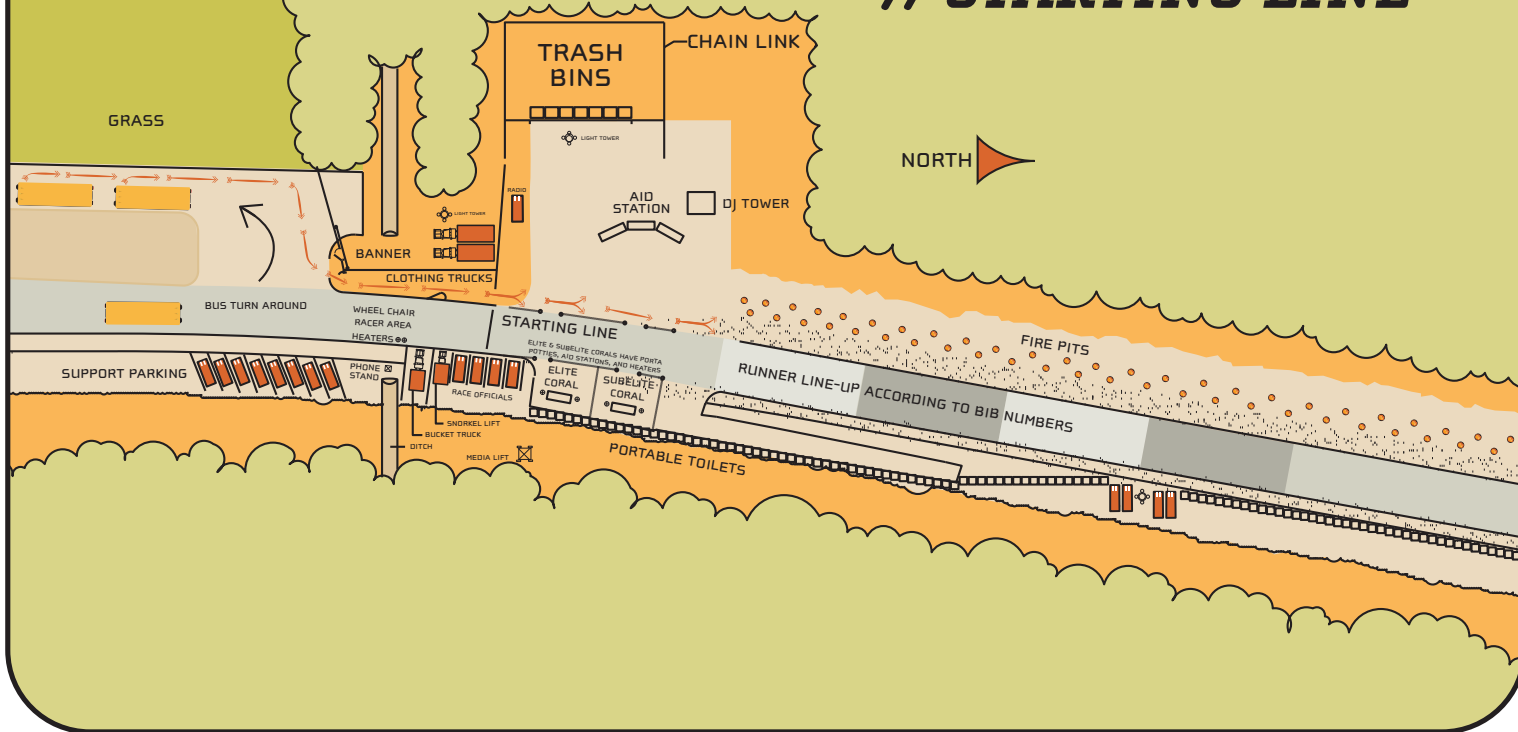 // STARTING LINE
TRASH
BINS
CHAIN LINK
GRASS
LIGHT TOWER
NORTH
RADIO
AID
STATION
DJ TOWER
LIGHT TOWER
BANNER
CLOTHING TRUCKS
BUS TURN AROUND
WHEEL CHAIR
RACER AREA
HEATERS
STARTING LINE
ELITE & SUBELITE CORALS HAVE PORTA
POTTIES, AID STATIONS, AND HEATERS
FIRE PITS
SUPPORT PARKING
PHONE
STAND
ELITE
CORAL
SUBELITE
CORAL
RACE OFFICIALS
RUNNER LINE-UP ACCORDING TO BIB NUMBERS
SNORKEL LIFT
BUCKET TRUCK
DITCH
MEDIA LIFT
PORTABLE TOILETS